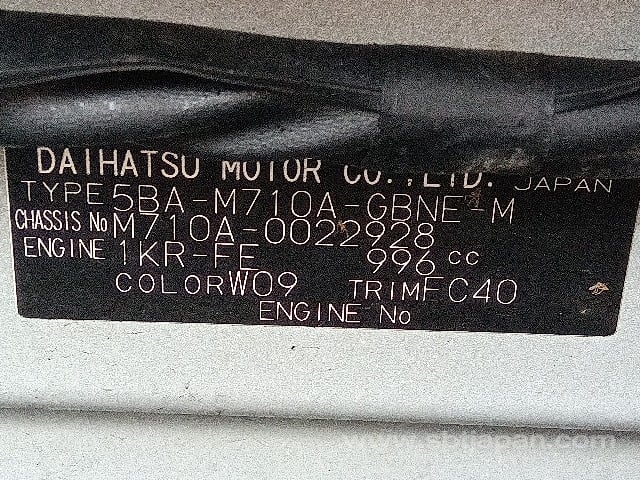 DAIHATSU MOTOR CO.,LTD. JAPAN
TYPE 5BA-M710A-GBNE-M
CHASSIS No M710A-0022928
ENGINE 1KR-FE 996 cc
COLOR W09 TRIM FC40
ENGINE No
www.sbtjapan.com